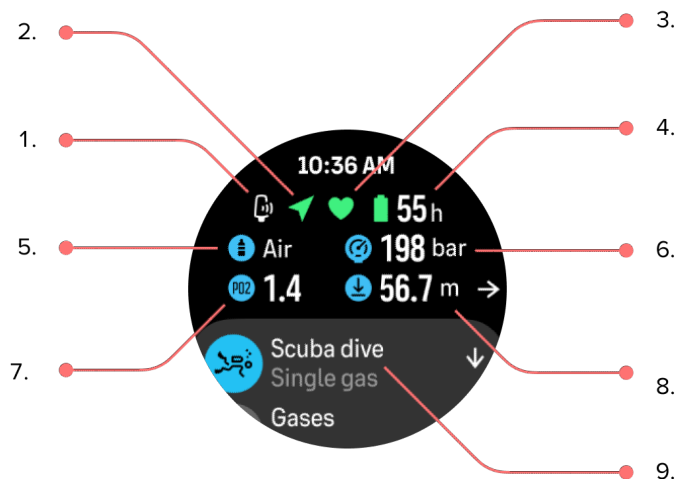 2.
3.
1.
4.
10:36 AM
55 h
5.
Air
198 bar
6.
PO2 1.4
56.7 m
7.
Scuba dive
Single gas
8.
Gases
9.